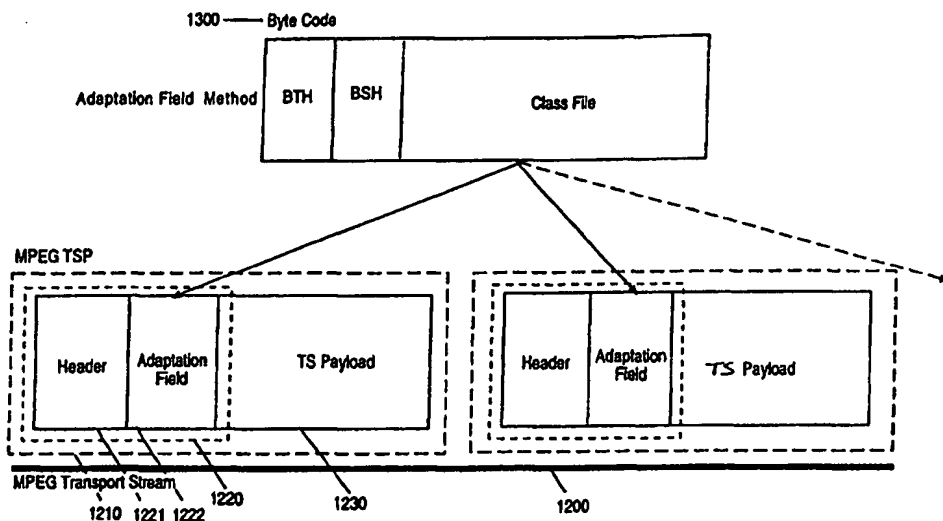 1300 Byte Code
Adaptation Field Method
BTH
BSH
Class File
MPEG TSP
Header
Adaptation
Field
TS Payload
Header
Adaptation
Field
TS Payload
MPEG Transport Stream
1210
1221
1222
1220
1230
1200